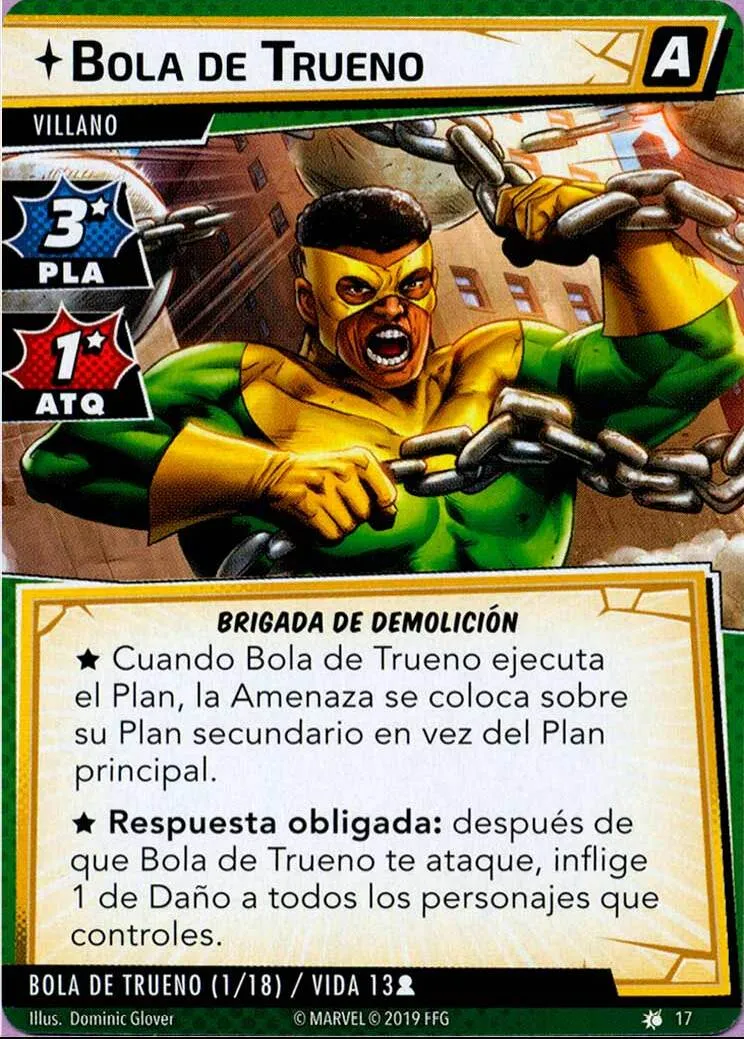 BOLA DE TRUENO
A
VILLANO
3★
PLA
1★
ATQ
BRIGADA DE DEMOLICIÓN
★ Cuando Bola de Trueno ejecuta
el Plan, la Amenaza se coloca sobre
su Plan secundario en vez del Plan
principal.
★ Respuesta obligada: después de
que Bola de Trueno te ataque, inflige
1 de Daño a todos los personajes que
controles.
BOLA DE TRUENO (1/18) / VIDA 13
Illus. Dominic Glover
© MARVEL © 2019 FFG
17